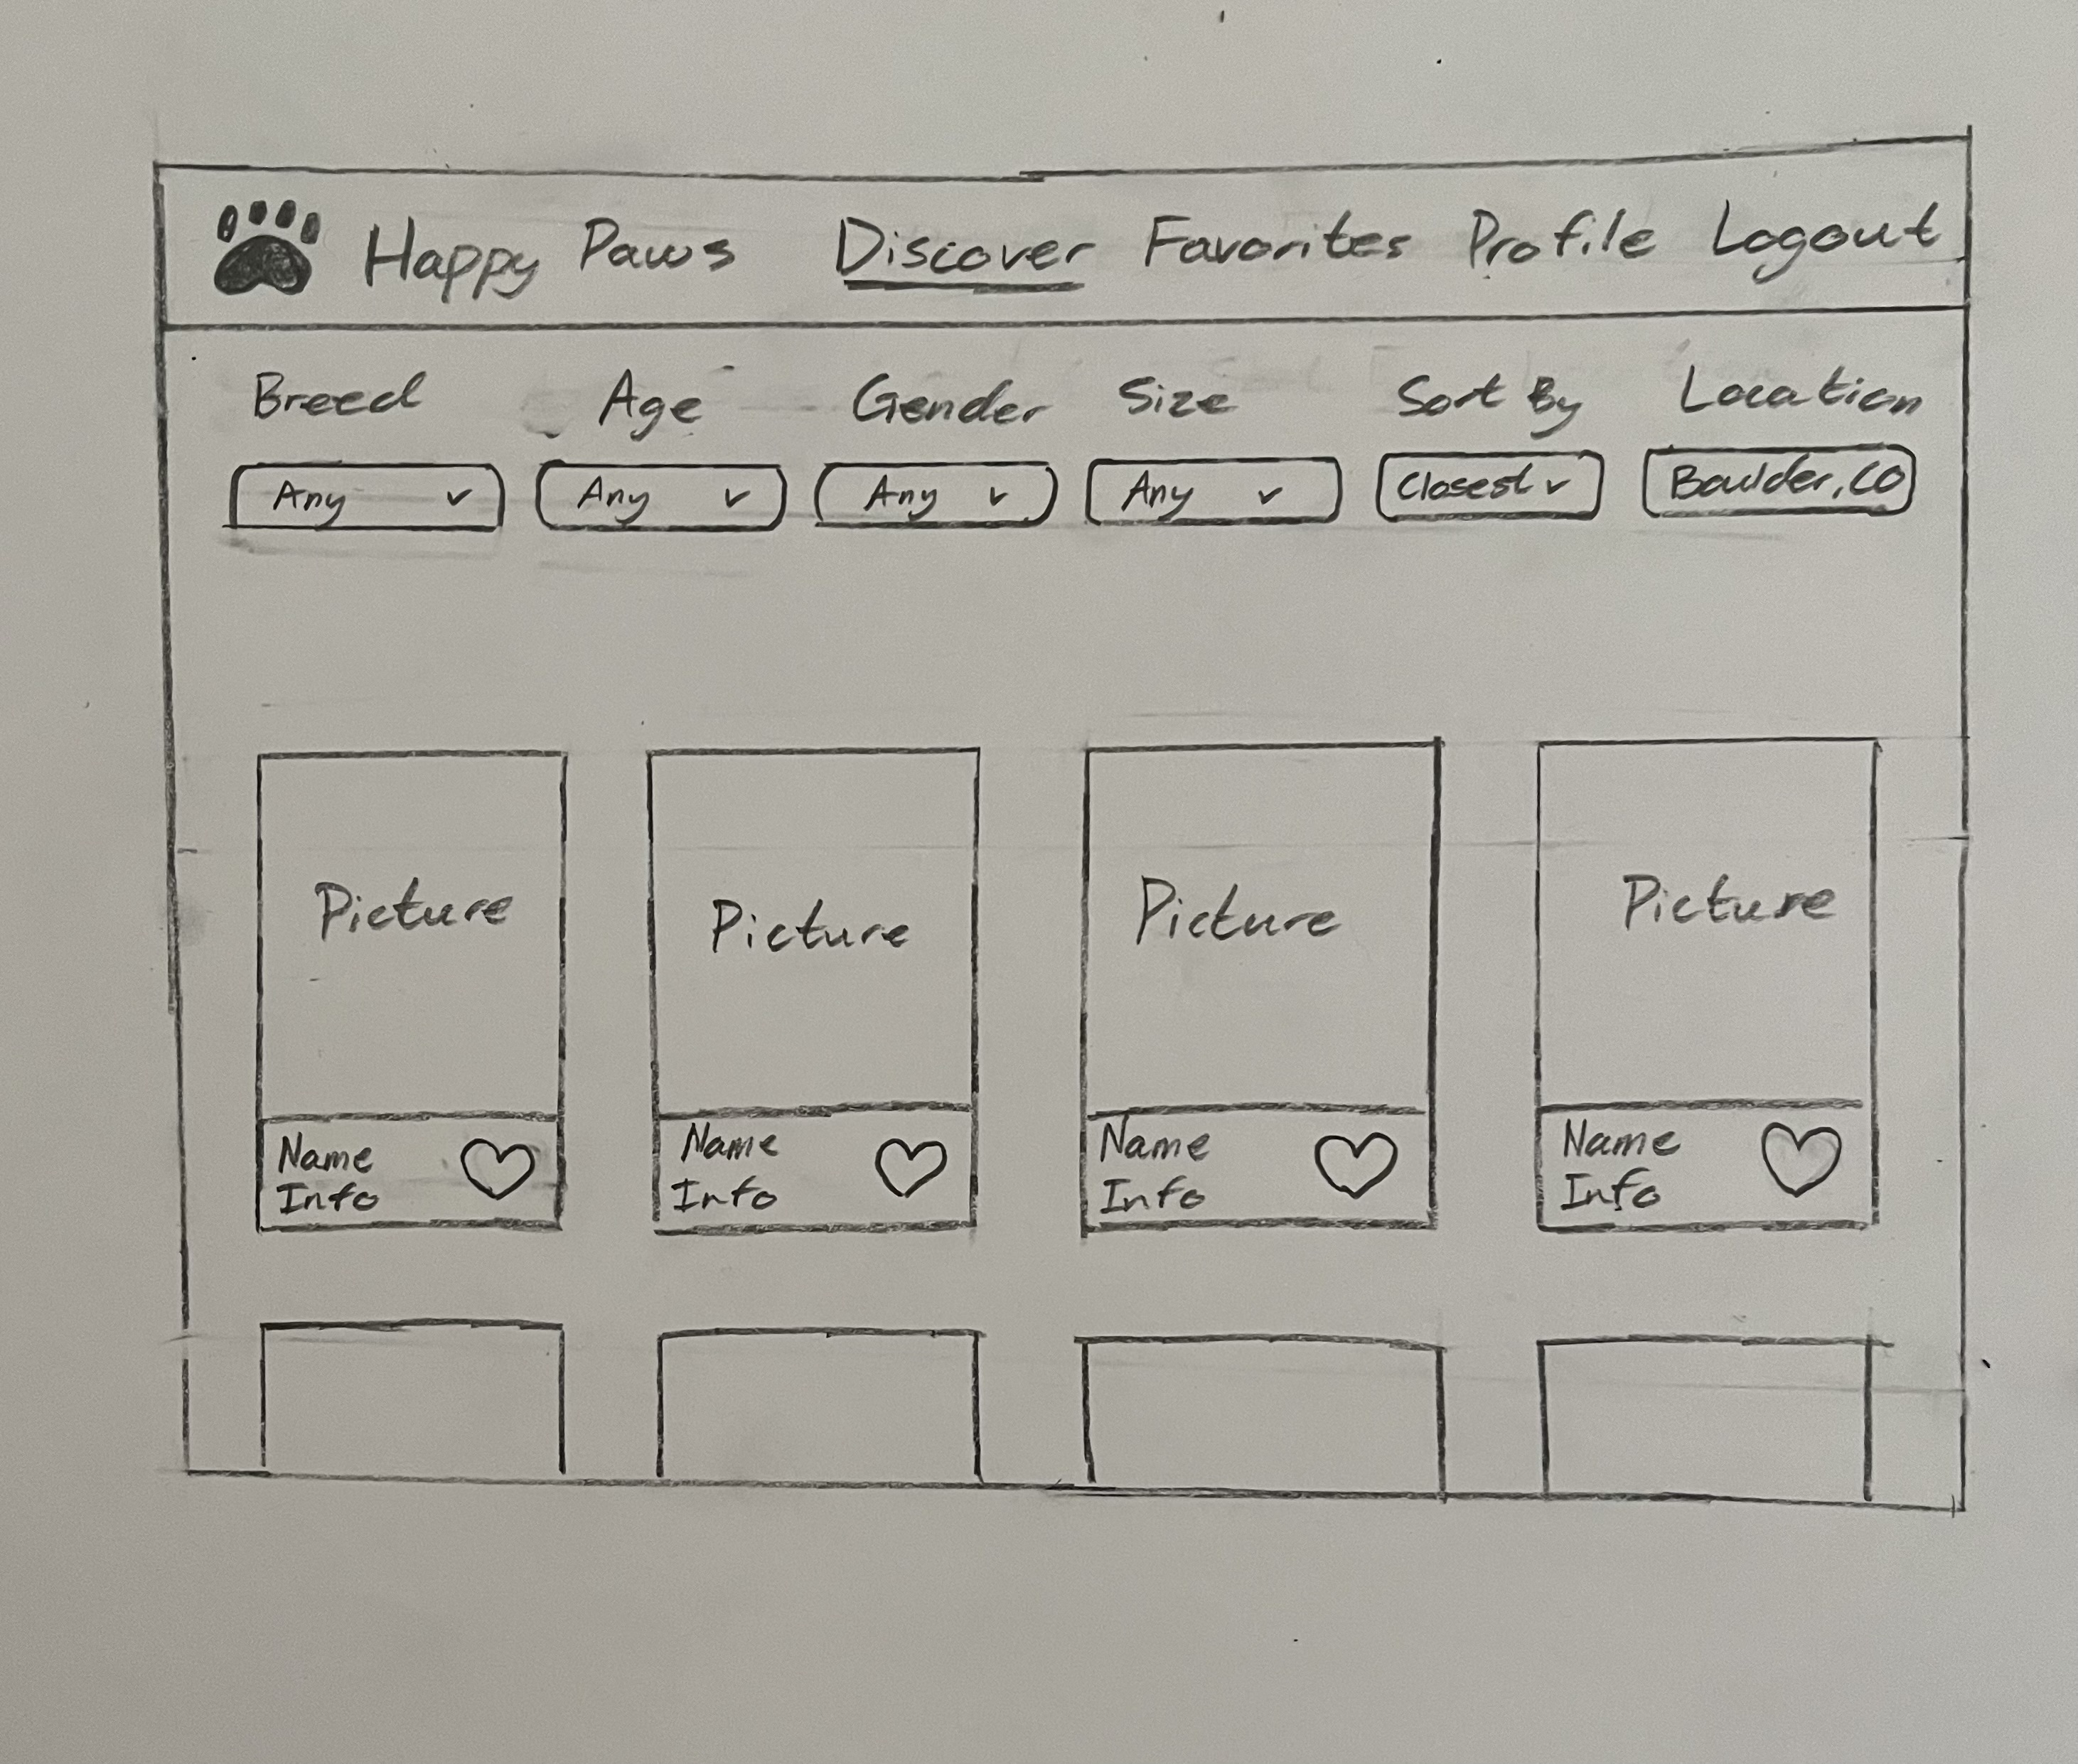 Happy Paws Discover Favorites Profile Logout
Breed Age Gender Size Sort By Location
Any Any Any Any Closest Boulder, CO
Picture Picture Picture Picture
Name Name Name Name
Info Info Info Info